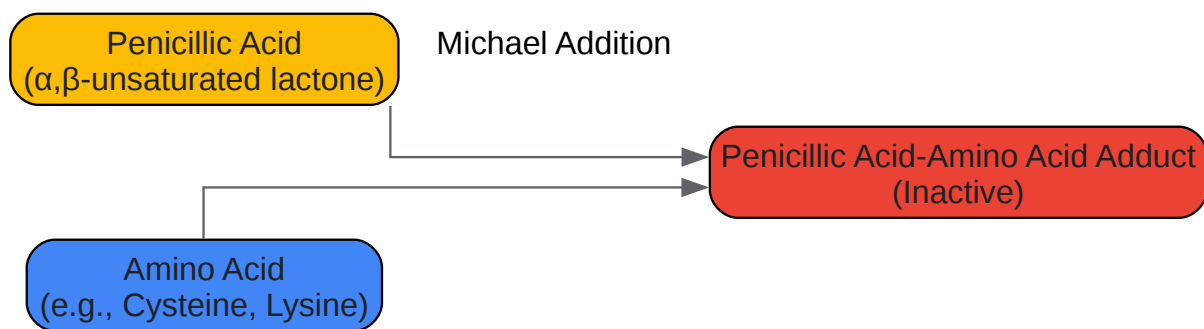 Penicillic Acid
(α,β-unsaturated lactone)
Michael Addition
Penicillic Acid-Amino Acid Adduct
(Inactive)
Amino Acid
(e.g., Cysteine, Lysine)